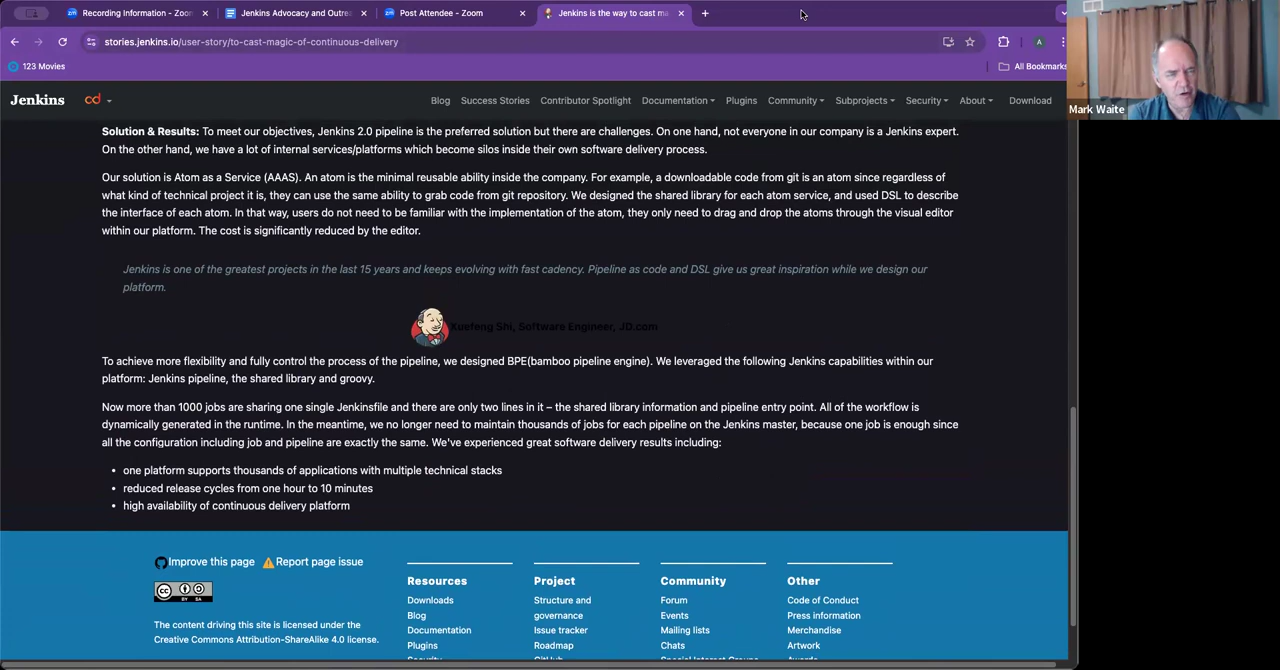 Recording Information - Zoom
Jenkins Advocacy and Outrea
Post Attendee - Zoom
Jenkins is the way to cast ma
stories.jenkins.io/user-story/to-cast-magic-of-continuous-delivery
A
123 Movies
All Bookmarks
Mark Waite
Jenkins
cd
Blog
Success Stories
Contributor Spotlight
Documentation
Plugins
Community
Subprojects
Security
About
Download
Solution & Results: To meet our objectives, Jenkins 2.0 pipeline is the preferred solution but there are challenges. On one hand, not everyone in our company is a Jenkins expert.
On the other hand, we have a lot of internal services/platforms which become silos inside their own software delivery process.
Our solution is Atom as a Service (AAAS). An atom is the minimal reusable ability inside the company. For example, a downloadable code from git is an atom since regardless of
what kind of technical project it is, they can use the same ability to grab code from git repository. We designed the shared library for each atom service, and used DSL to describe
the interface of each atom. In that way, users do not need to be familiar with the implementation of the atom, they only need to drag and drop the atoms through the visual editor
within our platform. The cost is significantly reduced by the editor.
Jenkins is one of the greatest projects in the last 15 years and keeps evolving with fast cadency. Pipeline as code and DSL give us great inspiration while we design our
platform.
Xuefeng Shi, Software Engineer, JD.com
To achieve more flexibility and fully control the process of the pipeline, we designed BPE(bamboo pipeline engine). We leveraged the following Jenkins capabilities within our
platform: Jenkins pipeline, the shared library and groovy.
Now more than 1000 jobs are sharing one single Jenkinsfile and there are only two lines in it – the shared library information and pipeline entry point. All of the workflow is
dynamically generated in the runtime. In the meantime, we no longer need to maintain thousands of jobs for each pipeline on the Jenkins master, because one job is enough since
all the configuration including job and pipeline are exactly the same. We've experienced great software delivery results including:
• one platform supports thousands of applications with multiple technical stacks
• reduced release cycles from one hour to 10 minutes
• high availability of continuous delivery platform
Improve this page
Report page issue
cc
BY SA
The content driving this site is licensed under the
Creative Commons Attribution-ShareAlike 4.0 license.
Resources
Downloads
Blog
Documentation
Plugins
Security
Project
Structure and
governance
Issue tracker
Roadmap
GitHub
Community
Forum
Events
Mailing lists
Chats
Special Interest Groups
Other
Code of Conduct
Press information
Merchandise
Artwork
Awards